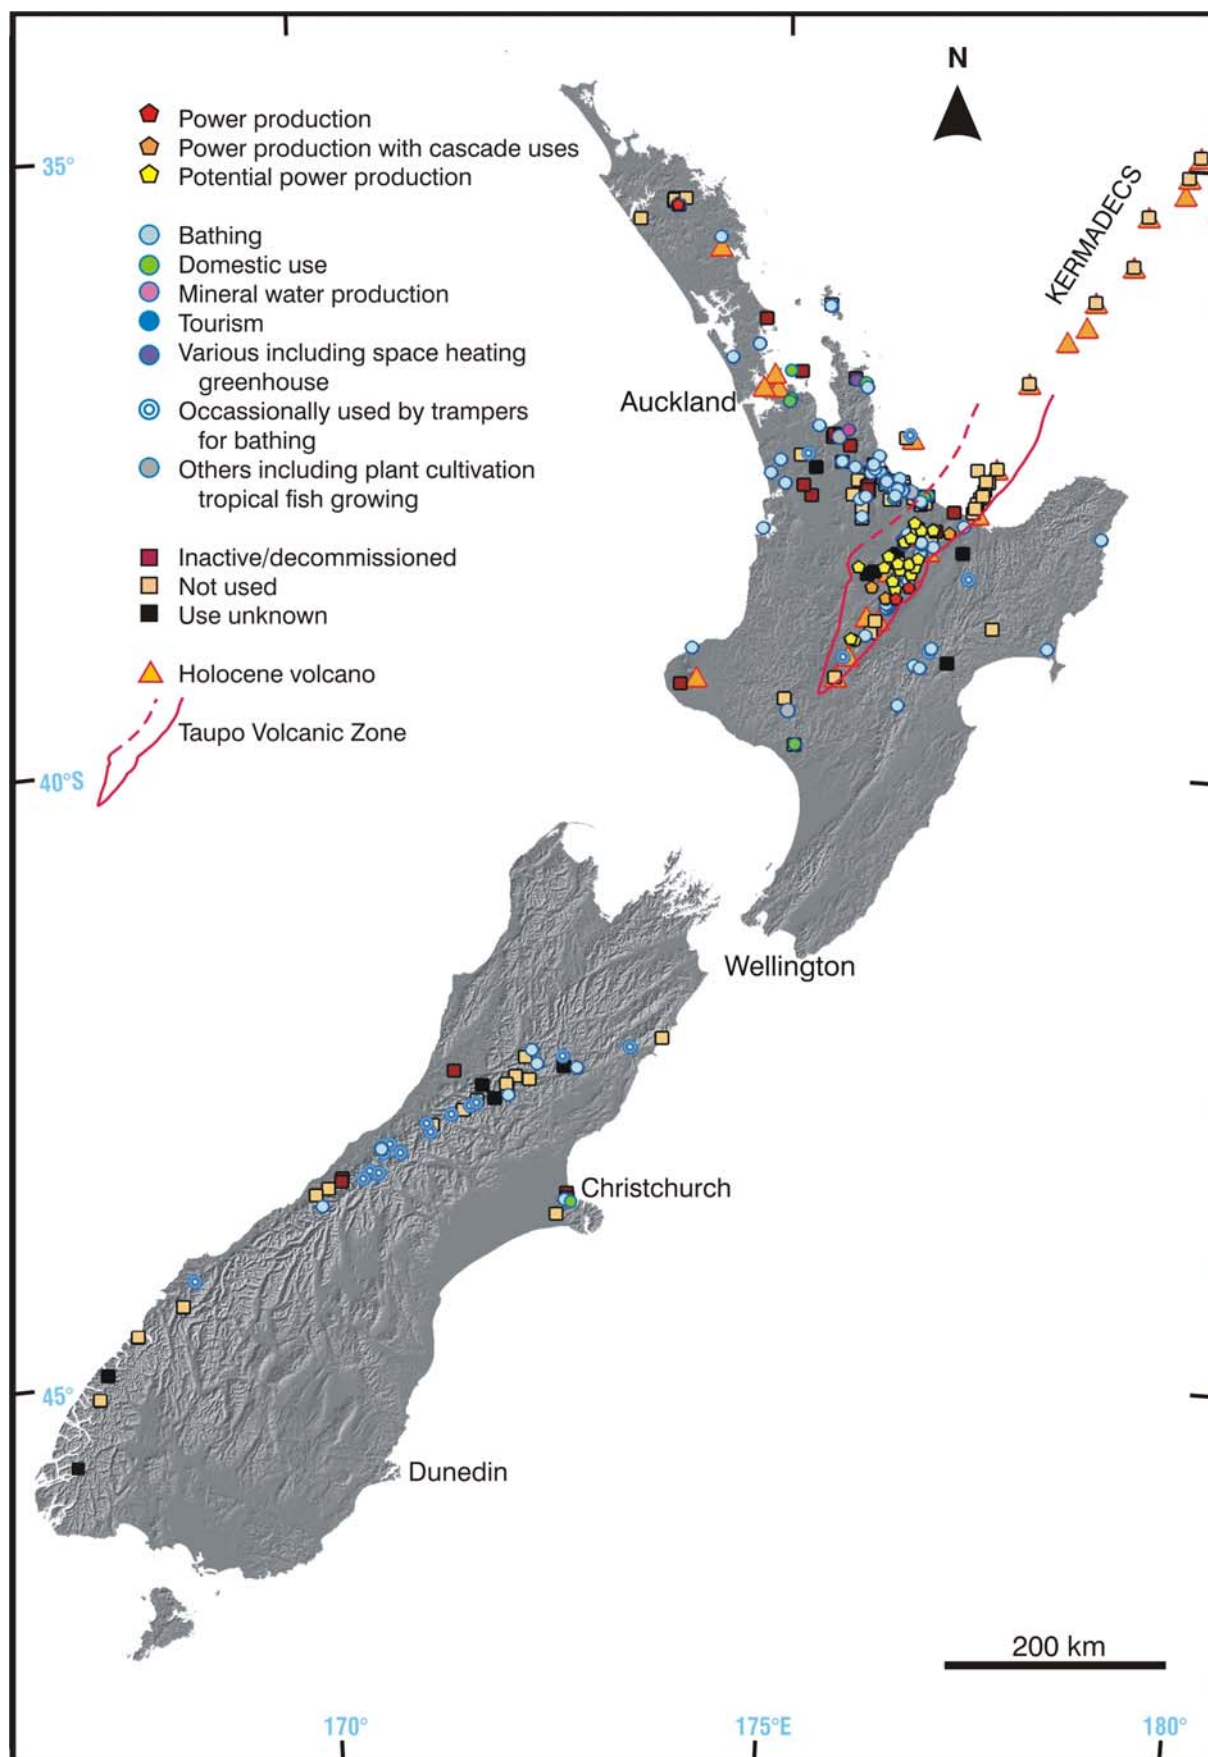 N
Power production
Power production with cascade uses
Potential power production
35°
KERMADECS
Bathing
Domestic use
Mineral water production
Tourism
Various including space heating
greenhouse
Occassionally used by trampers
for bathing
Others including plant cultivation
tropical fish growing
Auckland
Inactive/decommissioned
Not used
Use unknown
Holocene volcano
Taupo Volcanic Zone
40°S
Wellington
Christchurch
45°
Dunedin
200 km
170°
175°E
180°